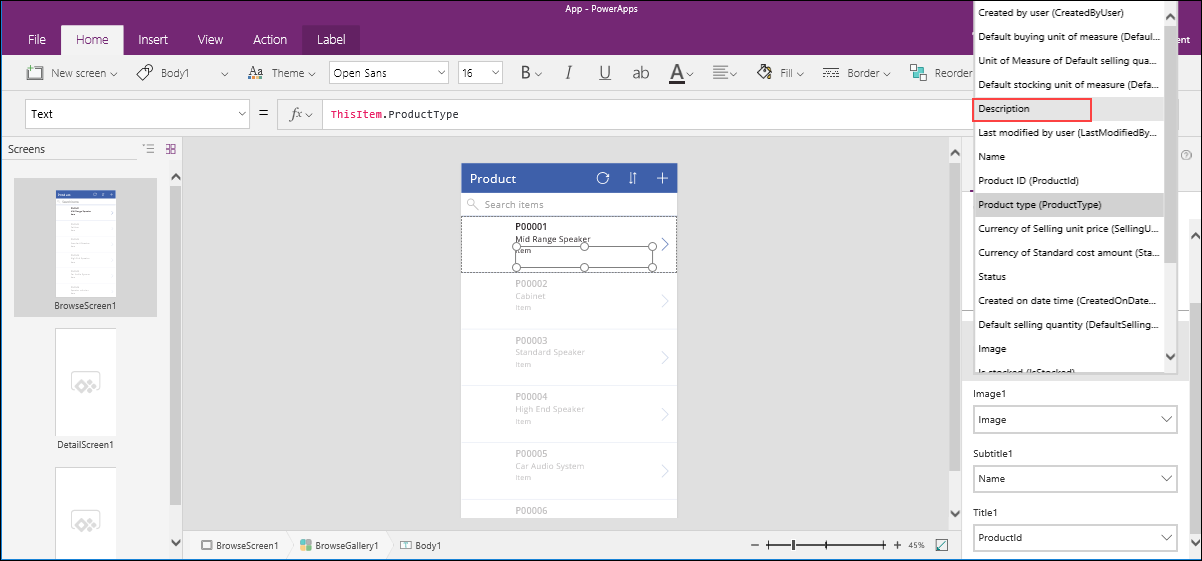 App - PowerApps
File
Home
Insert
View
Action
Label
ent
New screen
Body1
Theme
Open Sans
16
B
I
U
ab
A
Fill
Border
Reorder
Text
=
fx
ThisItem.ProductType
Screens
BrowseScreen1
DetailScreen1
Product
Search items
P00001
Mid Range Speaker
Item
P00002
Cabinet
Item
P00003
Standard Speaker
Item
P00004
High End Speaker
Item
P00005
Car Audio System
Item
P00006
Created by user (CreatedByUser)
Default buying unit of measure (Defaul...
Unit of Measure of Default selling qua...
Default stocking unit of measure (Defa...
Description
Last modified by user (LastModifiedBy...
Name
Product ID (ProductId)
Product type (ProductType)
Currency of Selling unit price (SellingU...
Currency of Standard cost amount (Sta...
Status
Created on date time (CreatedOnDate...
Default selling quantity (DefaultSelling...
Image
Is stocked (IsStocked)
Image1
Image
Subtitle1
Name
Title1
ProductId
BrowseScreen1
BrowseGallery1
Body1
45%